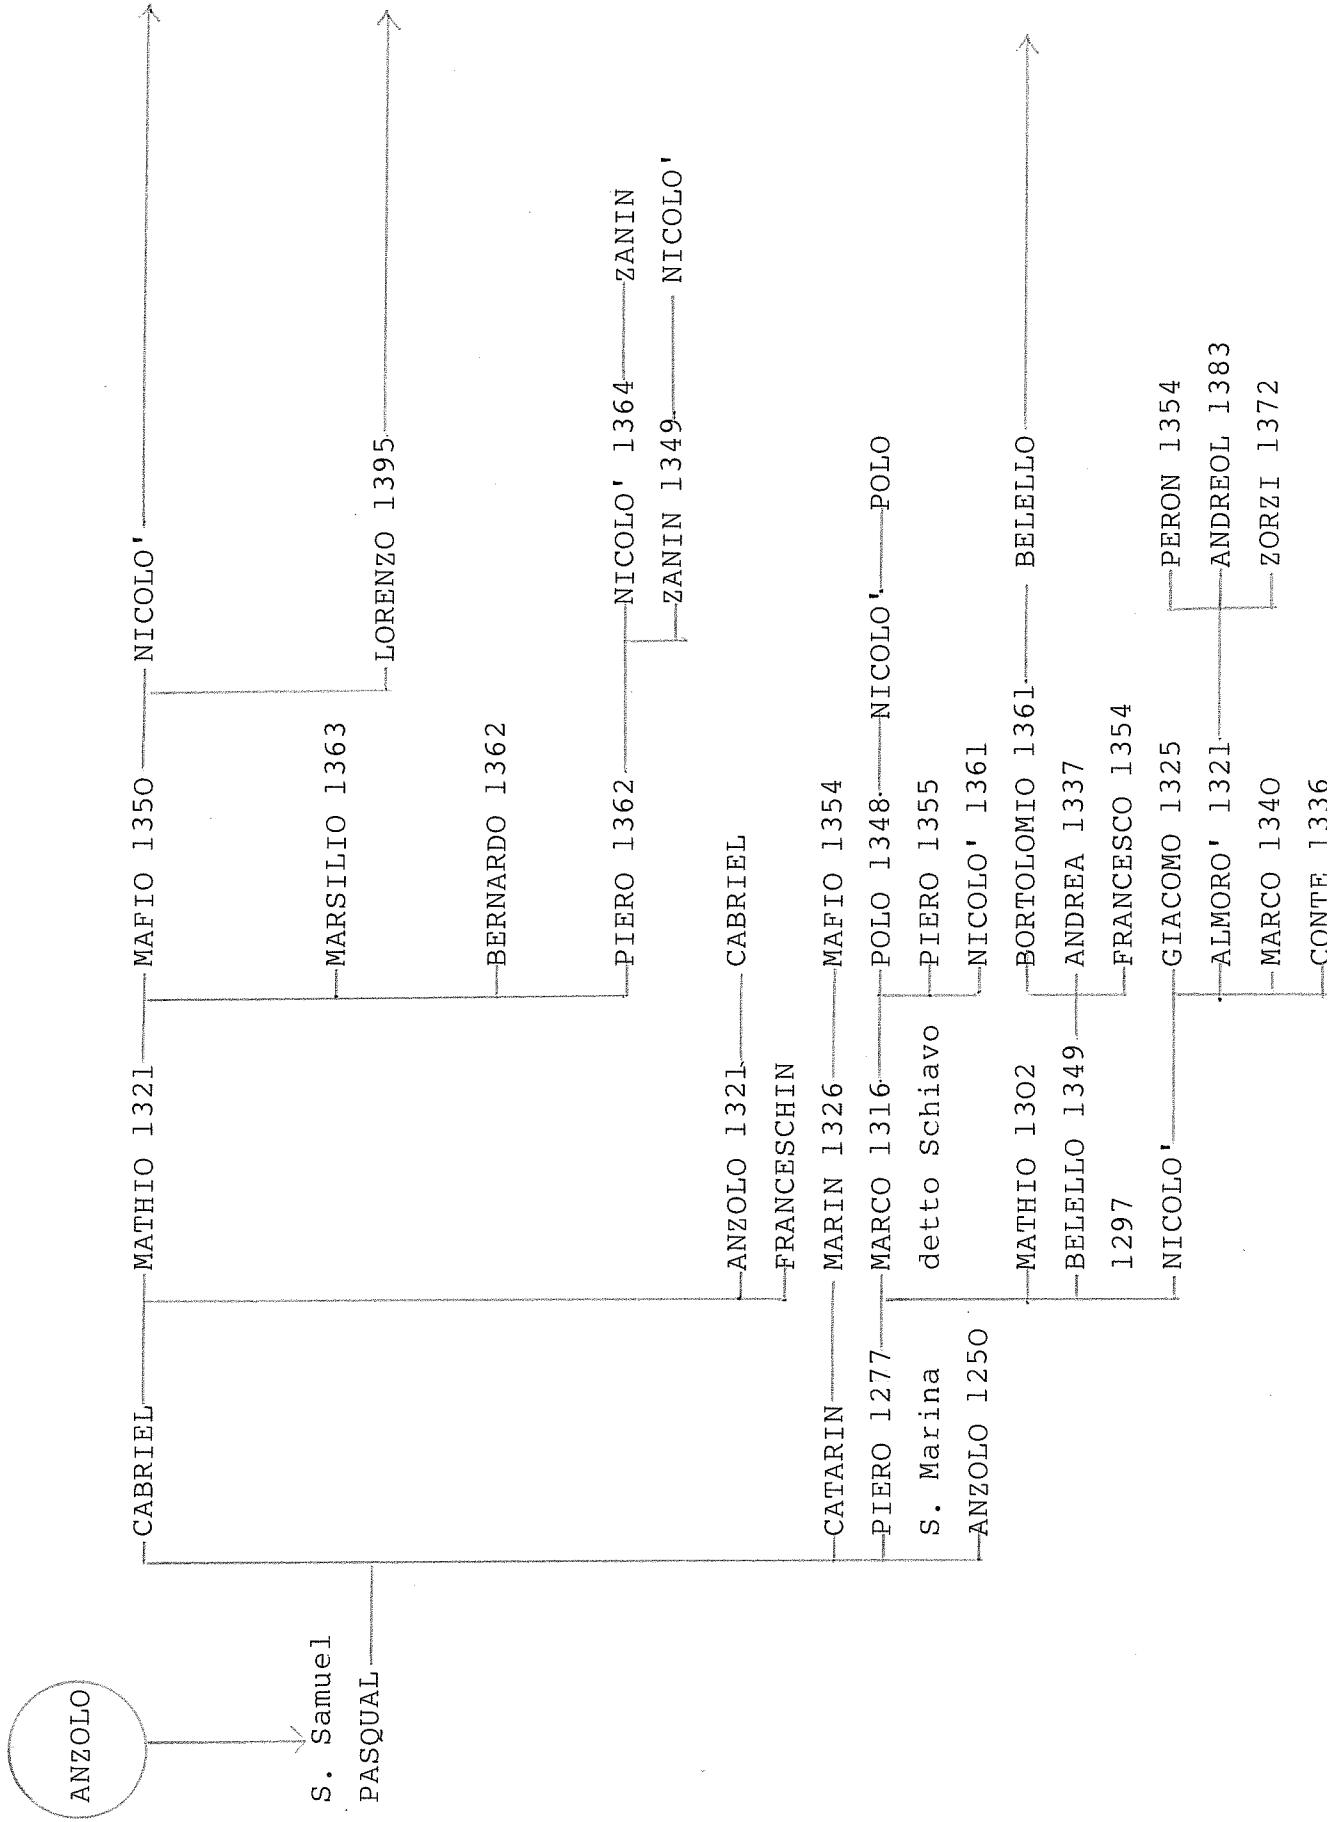 ANZOLO
CABRIEL MATHIO 1321 MAFIO 1350 NICOLO'
S. Samuel MARSILIO 1363
PASQUAL LORENZO 1395
BERNARDO 1362
PIERO 1362 NICOLO' 1364 ZANIN
ZANIN 1349 NICOLO'
ANZOLO 1321 CABRIEL
FRANCESCHIN
CATARIN MARIN 1326 MAFIO 1354
PIERO 1277 MARCO 1316 POLO 1348 NICOLO' POLO
S. Marina detto Schiavo PIERO 1355
ANZOLO 1250 NICOLO' 1361
MATHIO 1302 BORTOLOMIO 1361 BELELLO
BELELLO 1349 ANDREA 1337
1297 FRANCESCO 1354
NICOLO' GIACOMO 1325 PERON 1354
ALMORO' 1321 ANDREOL 1383
MARCO 1340 ZORZI 1372
CONTE 1336